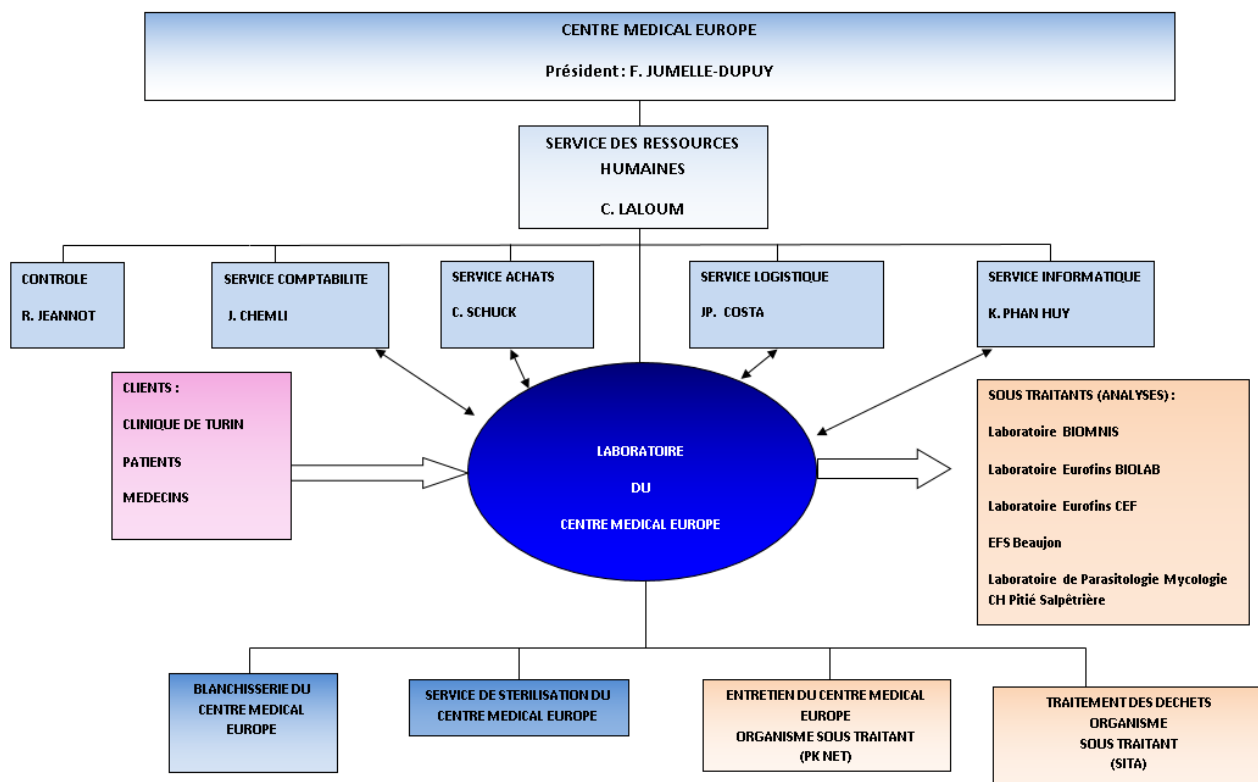 CENTRE MEDICAL EUROPE
Président : F. JUMELLE-DUPUY
SERVICE DES RESSOURCES
HUMAINES
C. LALOUM
CONTROLE
R. JEANNOT
SERVICE COMPTABILITE
J. CHEMLI
SERVICE ACHATS
C. SCHUCK
SERVICE LOGISTIQUE
JP. COSTA
SERVICE INFORMATIQUE
K. PHAN HUY
CLIENTS :
CLINIQUE DE TURIN
PATIENTS
MEDECINS
LABORATOIRE
DU
CENTRE MEDICAL EUROPE
SOUS TRAITANTS (ANALYSES) :
Laboratoire BIOMNIS
Laboratoire Eurofins BIOLAB
Laboratoire Eurofins CEF
EFS Beaujon
Laboratoire de Parasitologie Mycologie
CH Pitié Salpêtrière
BLANCHISSERIE DU
CENTRE MEDICAL
EUROPE
SERVICE DE STERILISATION DU
CENTRE MEDICAL EUROPE
ENTRETIEN DU CENTRE MEDICAL
EUROPE
ORGANISME SOUS TRAITANT
(PK NET)
TRAITEMENT DES DECHETS
ORGANISME
SOUS TRAITANT
(SITA)